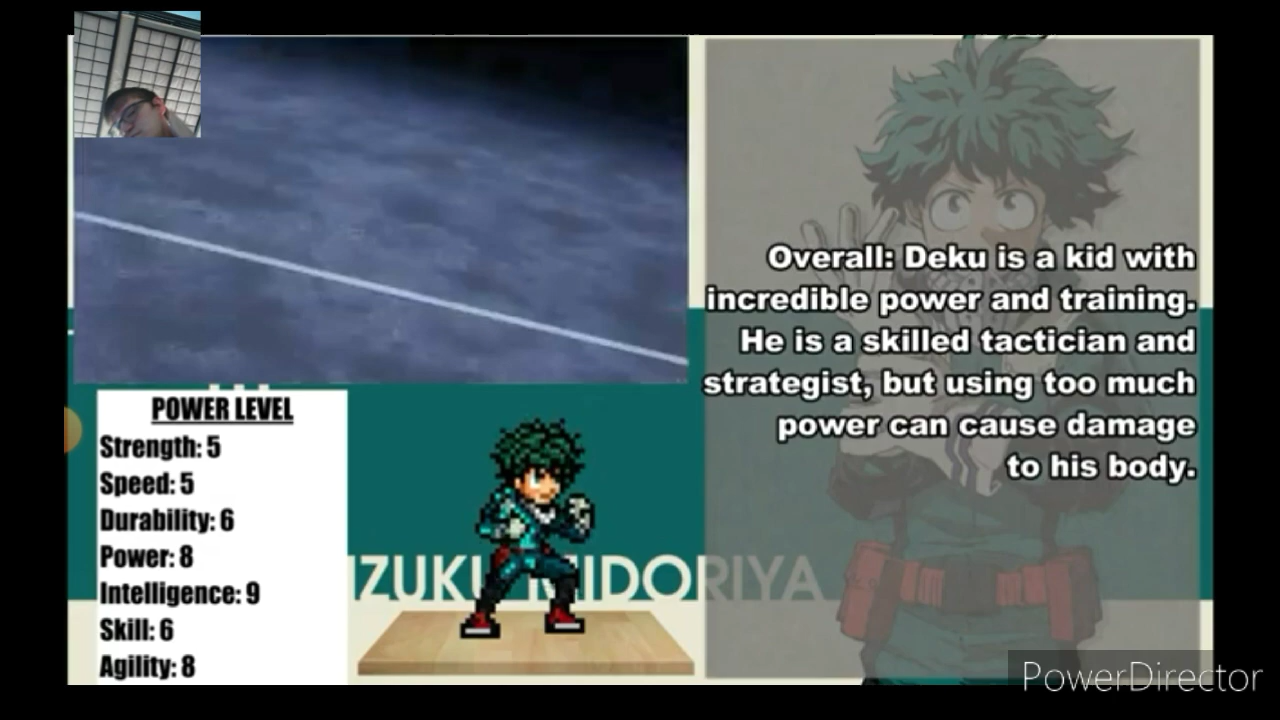 POWER LEVEL
Strength: 5
Speed: 5
Durability: 6
Power: 8
Intelligence: 9
Skill: 6
Agility: 8
Overall: Deku is a kid with
incredible power and training.
He is a skilled tactician and
strategist, but using too much
power can cause damage
to his body.
IZUKU MIDORIYA
PowerDirector